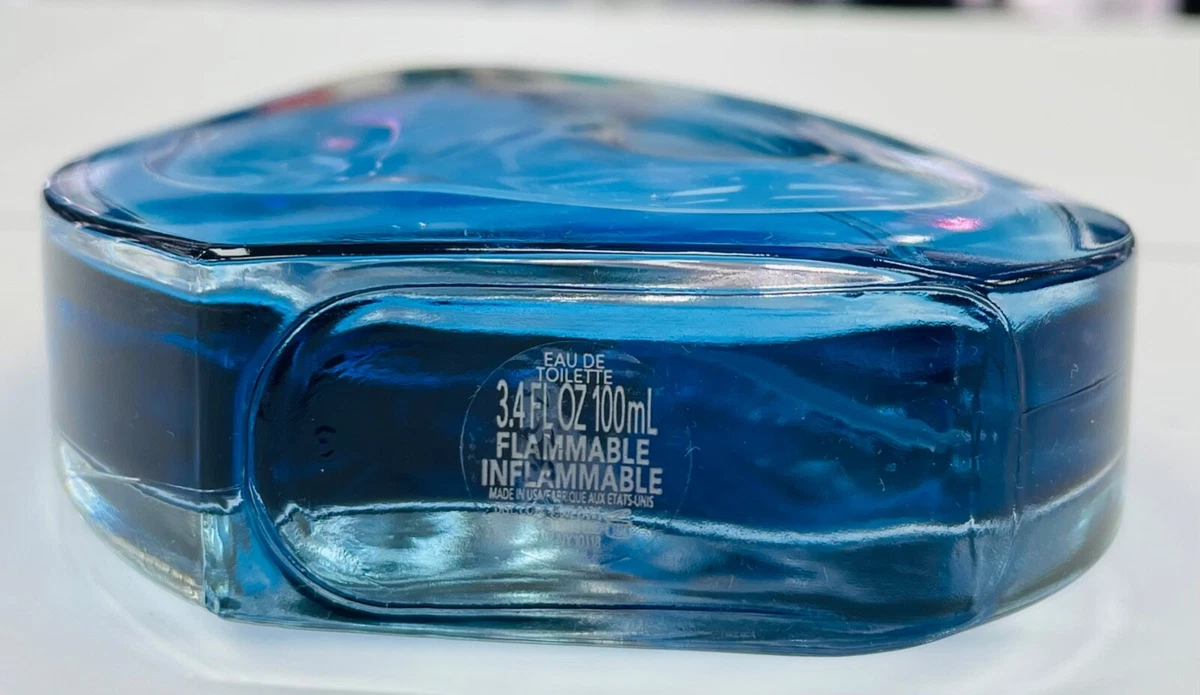 EAU DE
TOILETTE
3.4 FL OZ 100mL
FLAMMABLE
INFLAMMABLE
MADE IN USA/FABRIQUE AUX ETATS-UNIS